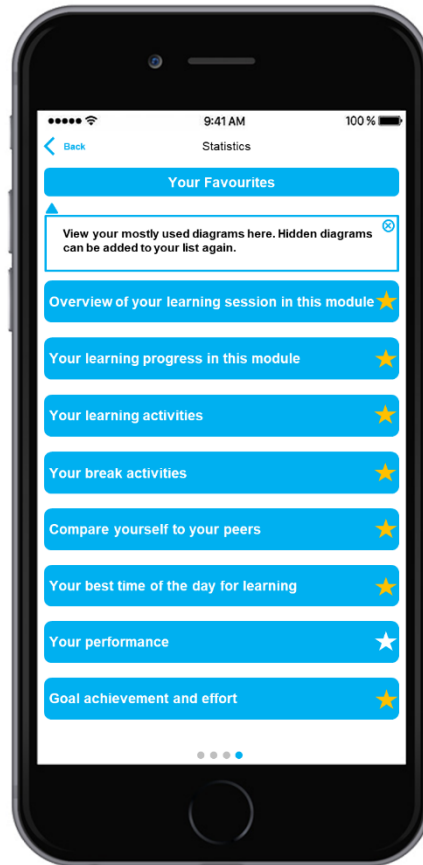 9:41 AM
100 %
Back
Statistics
Your Favourites
View your mostly used diagrams here. Hidden diagrams
can be added to your list again.
Overview of your learning session in this module
Your learning progress in this module
Your learning activities
Your break activities
Compare yourself to your peers
Your best time of the day for learning
Your performance
Goal achievement and effort